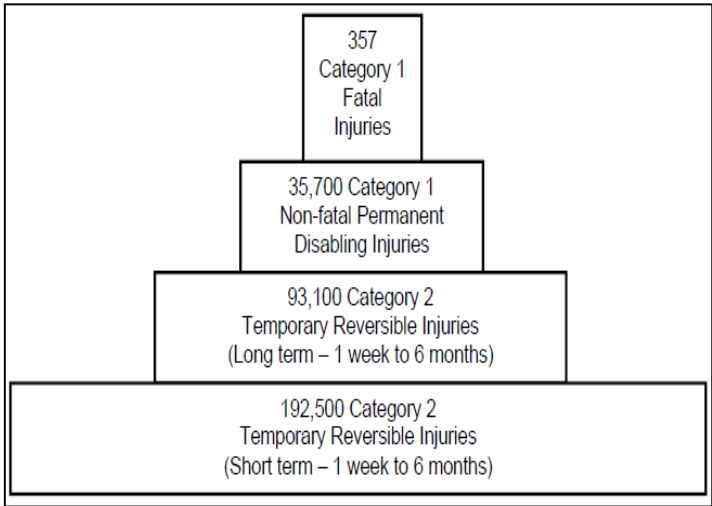 357
Category 1
Fatal
Injuries
35,700 Category 1
Non-fatal Permanent
Disabling Injuries
93,100 Category 2
Temporary Reversible Injuries
(Long term – 1 week to 6 months)
192,500 Category 2
Temporary Reversible Injuries
(Short term – 1 week to 6 months)